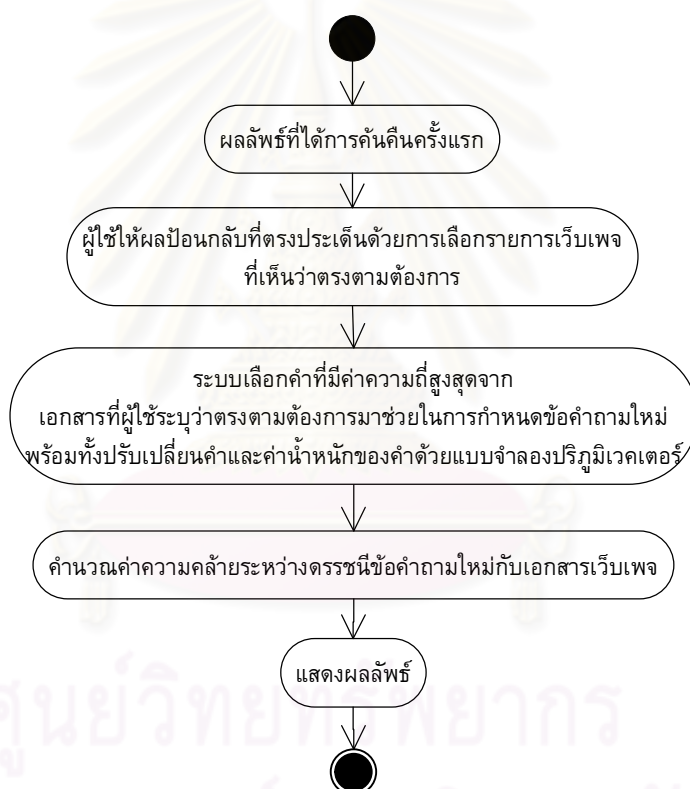 ผลลัพธ์ที่ได้การค้นคืนครั้งแรก
ผู้ใช้ให้ผลป้อนกลับที่ตรงประเด็นด้วยการเลือกรายการเว็บเพจ
ที่เห็นว่าตรงตามต้องการ
ระบบเลือกคำที่มีค่าความถี่สูงสุดจาก
เอกสารที่ผู้ใช้ระบุว่าตรงตามต้องการมาช่วยในการกำหนดข้อคำถามใหม่
พร้อมทั้งปรับเปลี่ยนคำและค่าน้ำหนักของคำด้วยแบบจำลองปริภูมิเวคเตอร์
คำนวณค่าความคล้ายระหว่างดรรชนีข้อคำถามใหม่กับเอกสารเว็บเพจ
แสดงผลลัพธ์
ศูนย์วิทยทรัพยากร